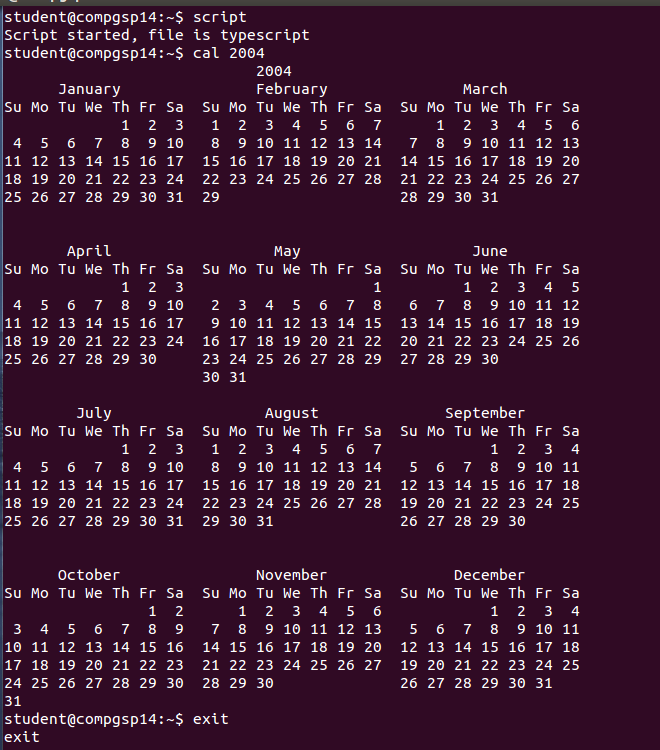 student@compgsp14:~$ script
Script started, file is typescript
student@compgsp14:~$ cal 2004
                            2004
      January               February               March
Su Mo Tu We Th Fr Sa  Su Mo Tu We Th Fr Sa  Su Mo Tu We Th Fr Sa
             1  2  3   1  2  3  4  5  6  7      1  2  3  4  5  6
 4  5  6  7  8  9 10   8  9 10 11 12 13 14   7  8  9 10 11 12 13
11 12 13 14 15 16 17  15 16 17 18 19 20 21  14 15 16 17 18 19 20
18 19 20 21 22 23 24  22 23 24 25 26 27 28  21 22 23 24 25 26 27
25 26 27 28 29 30 31  29                    28 29 30 31

       April                  May                   June
Su Mo Tu We Th Fr Sa  Su Mo Tu We Th Fr Sa  Su Mo Tu We Th Fr Sa
             1  2  3                     1         1  2  3  4  5
 4  5  6  7  8  9 10   2  3  4  5  6  7  8   6  7  8  9 10 11 12
11 12 13 14 15 16 17   9 10 11 12 13 14 15  13 14 15 16 17 18 19
18 19 20 21 22 23 24  16 17 18 19 20 21 22  20 21 22 23 24 25 26
25 26 27 28 29 30     23 24 25 26 27 28 29  27 28 29 30
                      30 31

        July                 August              September
Su Mo Tu We Th Fr Sa  Su Mo Tu We Th Fr Sa  Su Mo Tu We Th Fr Sa
             1  2  3   1  2  3  4  5  6  7            1  2  3  4
 4  5  6  7  8  9 10   8  9 10 11 12 13 14   5  6  7  8  9 10 11
11 12 13 14 15 16 17  15 16 17 18 19 20 21  12 13 14 15 16 17 18
18 19 20 21 22 23 24  22 23 24 25 26 27 28  19 20 21 22 23 24 25
25 26 27 28 29 30 31  29 30 31              26 27 28 29 30

      October               November              December
Su Mo Tu We Th Fr Sa  Su Mo Tu We Th Fr Sa  Su Mo Tu We Th Fr Sa
                1  2      1  2  3  4  5  6            1  2  3  4
 3  4  5  6  7  8  9   7  8  9 10 11 12 13   5  6  7  8  9 10 11
10 11 12 13 14 15 16  14 15 16 17 18 19 20  12 13 14 15 16 17 18
17 18 19 20 21 22 23  21 22 23 24 25 26 27  19 20 21 22 23 24 25
24 25 26 27 28 29 30  28 29 30              26 27 28 29 30 31
31
student@compgsp14:~$ exit
exit